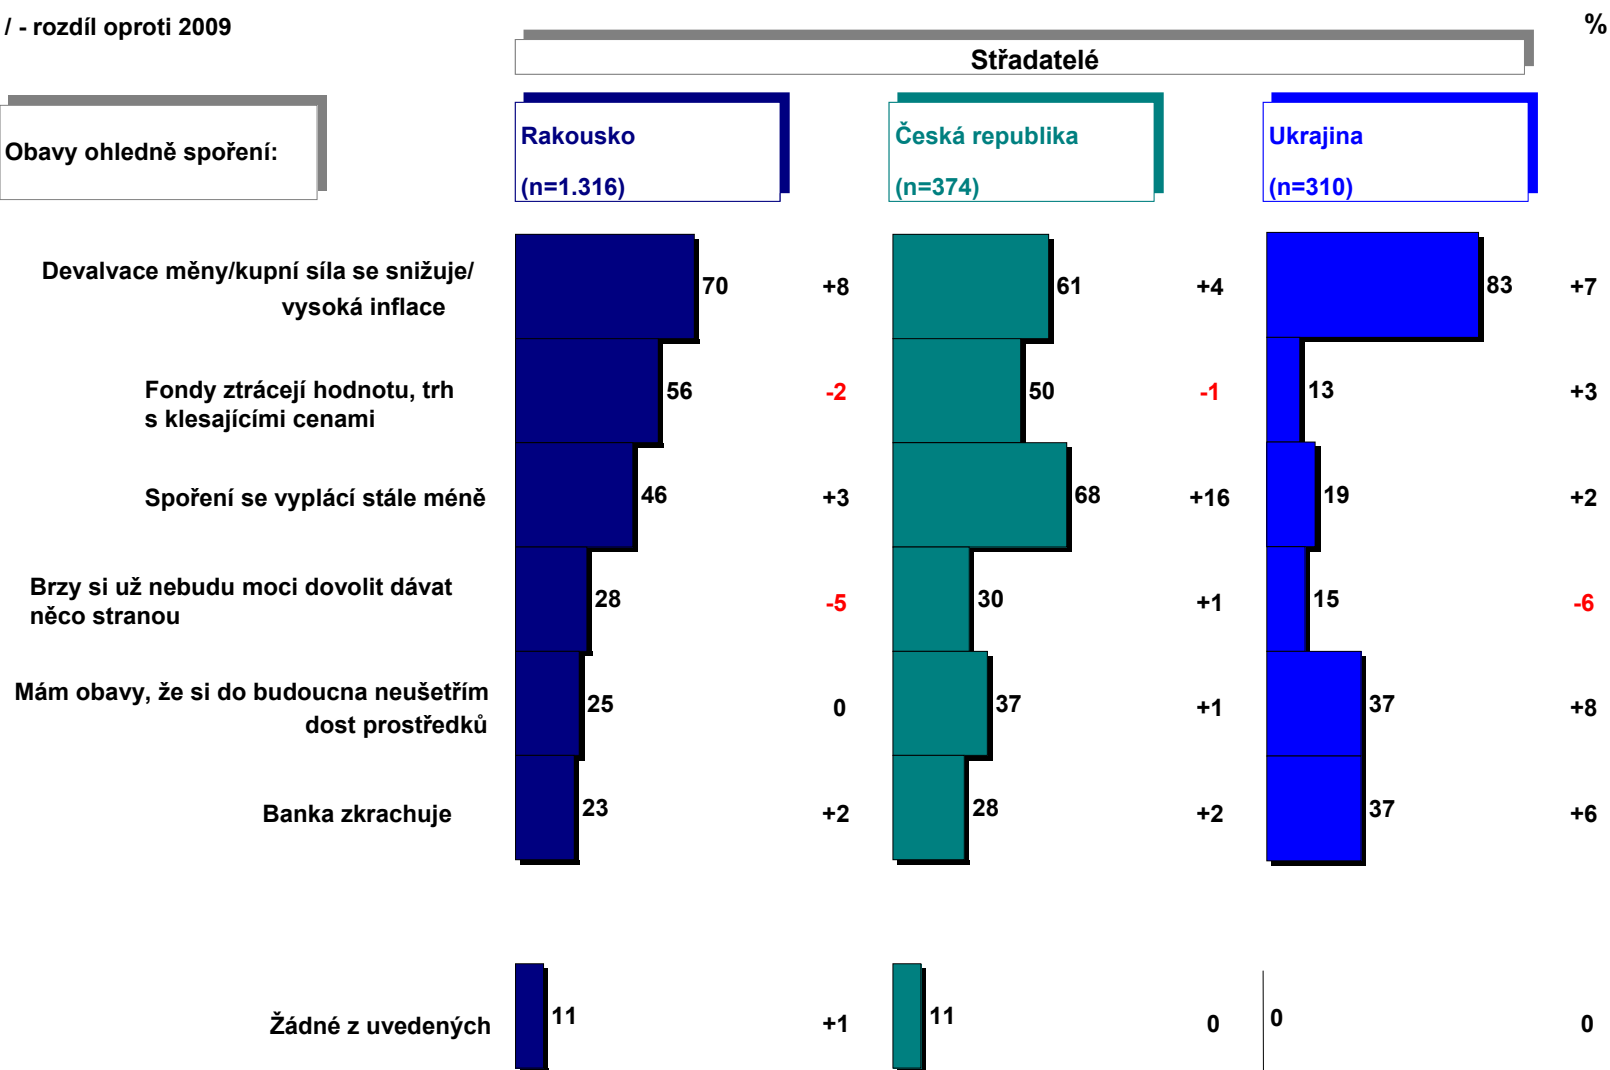 / - rozdíl oproti 2009
%
Střadatelé
Obavy ohledně spoření:
Rakousko
(n=1.316)
Česká republika
(n=374)
Ukrajina
(n=310)
Devalvace měny/kupní síla se snižuje/
vysoká inflace
70 +8 61 +4 83 +7
Fondy ztrácejí hodnotu, trh
s klesajícími cenami
56 -2 50 -1 13 +3
Spoření se vyplácí stále méně
46 +3 68 +16 19 +2
Brzy si už nebudu moci dovolit dávat
něco stranou
28 -5 30 +1 15 -6
Mám obavy, že si do budoucna neušetřím
dost prostředků
25 0 37 +1 37 +8
Banka zkrachuje
23 +2 28 +2 37 +6
Žádné z uvedených
11 +1 11 0 0 0